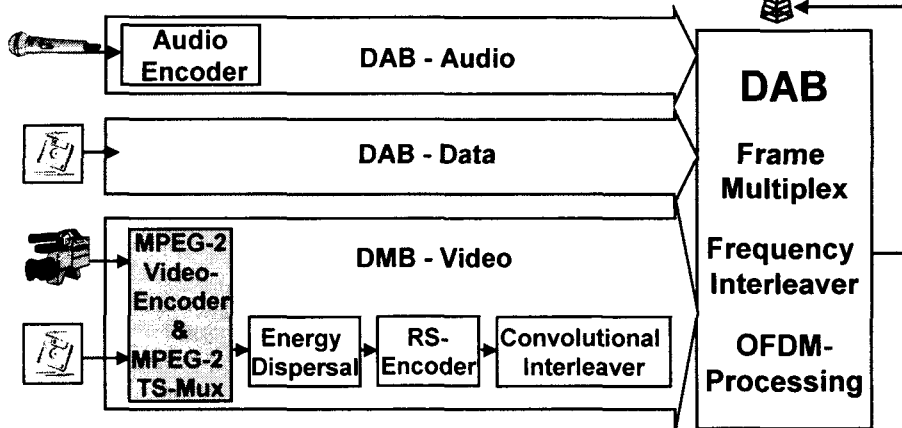 Audio
Encoder
DAB - Audio
DAB - Data
MPEG-2
Video-
Encoder
&
MPEG-2
TS-Mux
DMB - Video
Energy
Dispersal
RS-
Encoder
Convolutional
Interleaver
DAB
Frame
Multiplex
Frequency
Interleaver
OFDM-
Processing